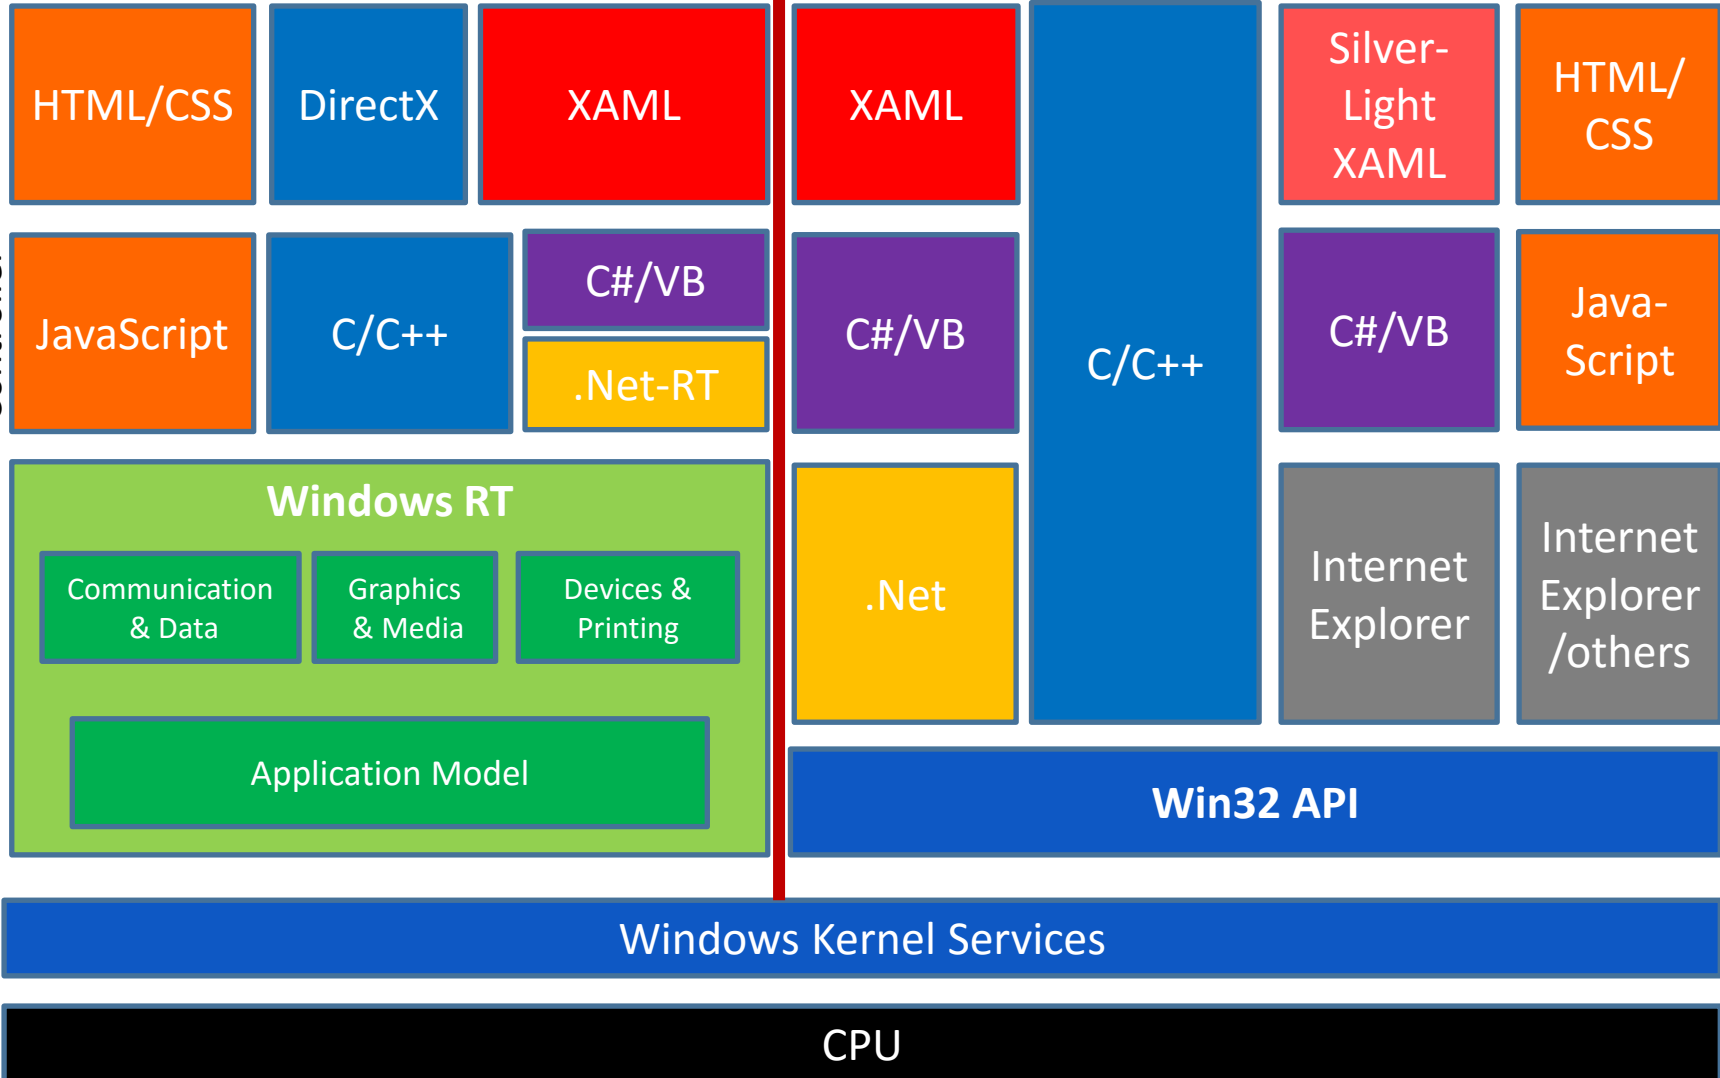 HTML/CSS
DirectX
XAML
XAML
Silver-
Light
XAML
HTML/
CSS
JavaScript
C/C++
C#/VB
.Net-RT
C#/VB
C/C++
C#/VB
Java-
Script
Windows RT
Communication
& Data
Graphics
& Media
Devices &
Printing
Application Model
.Net
Internet
Explorer
Internet
Explorer
/others
Win32 API
Windows Kernel Services
CPU